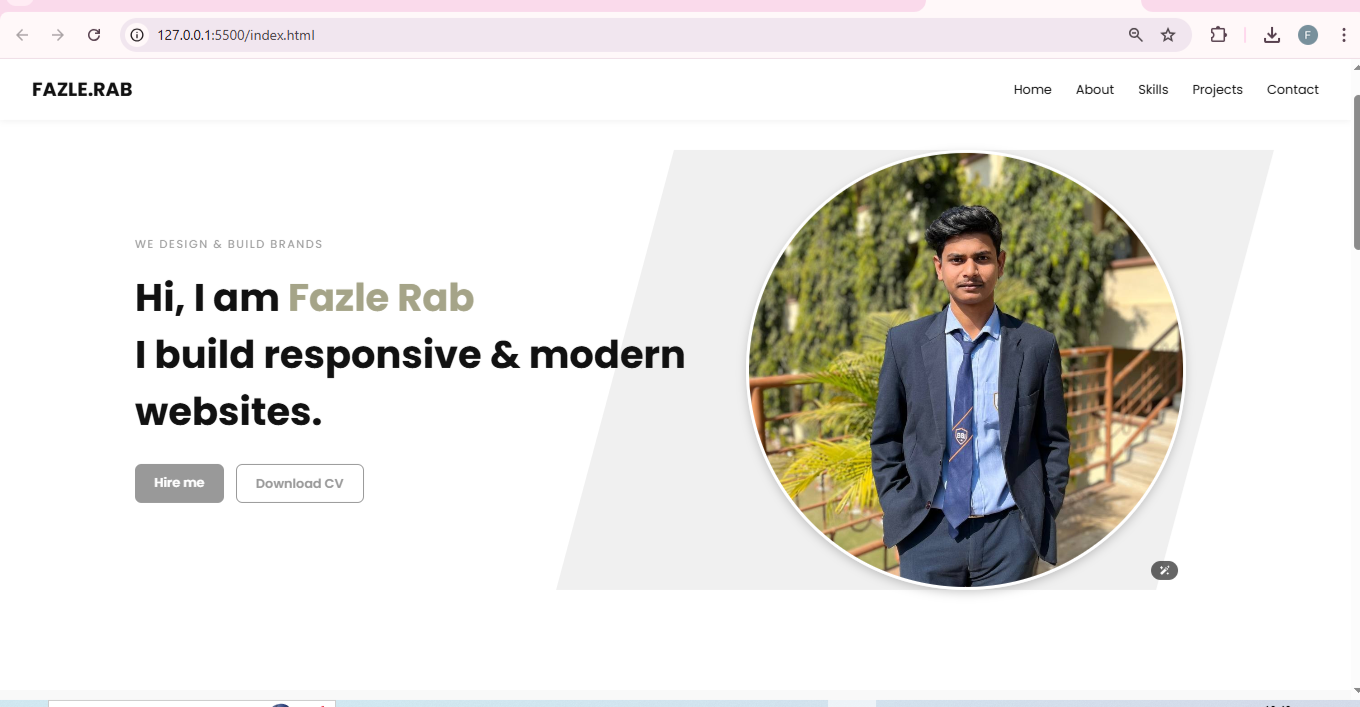 127.0.0.1:5500/index.html
F
FAZLE.RAB
Home About Skills Projects Contact
WE DESIGN & BUILD BRANDS
Hi, I am Fazle Rab
I build responsive & modern
websites.
Hire me Download CV